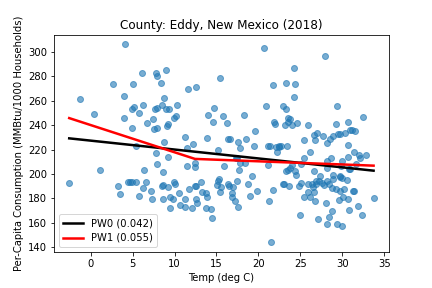 County: Eddy, New Mexico (2018)
Per-Capita Consumption (MMBtu/1000 Households)
300
280
260
240
220
200
180
160
140
PW0 (0.042)
PW1 (0.055)
0 5 10 15 20 25 30 35
Temp (deg C)